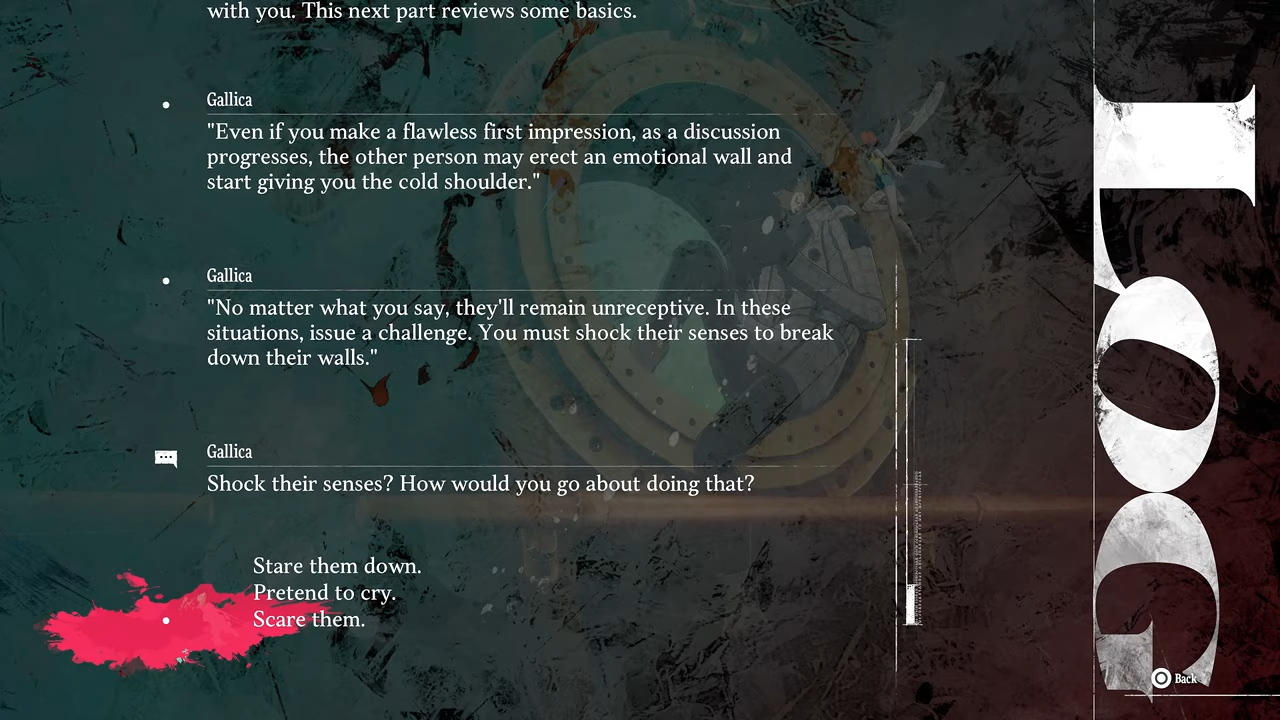 with you. This next part reviews some basics.
Gallica
"Even if you make a flawless first impression, as a discussion
progresses, the other person may erect an emotional wall and
start giving you the cold shoulder."
Gallica
"No matter what you say, they'll remain unreceptive. In these
situations, issue a challenge. You must shock their senses to break
down their walls."
Gallica
Shock their senses? How would you go about doing that?
Stare them down.
Pretend to cry.
Scare them.
LOG
Back